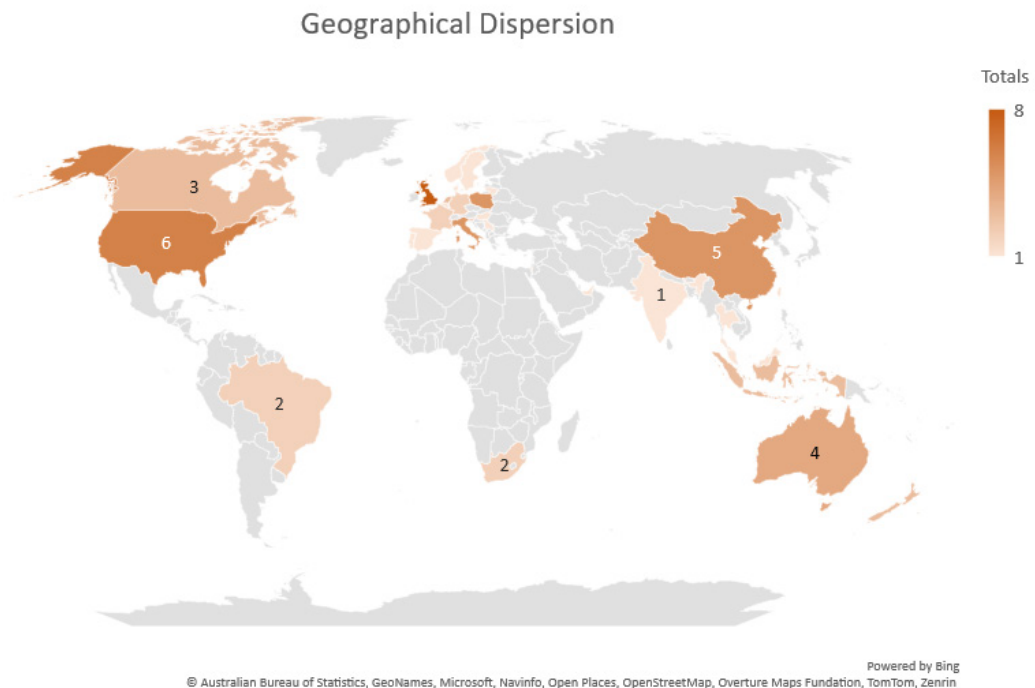 Geographical Dispersion
Totals
8
1
3
6
5
1
2
2
4
Powered by Bing
© Australian Bureau of Statistics, GeoNames, Microsoft, Navinfo, Open Places, OpenStreetMap, Overture Maps Fundation, TomTom, Zenrin